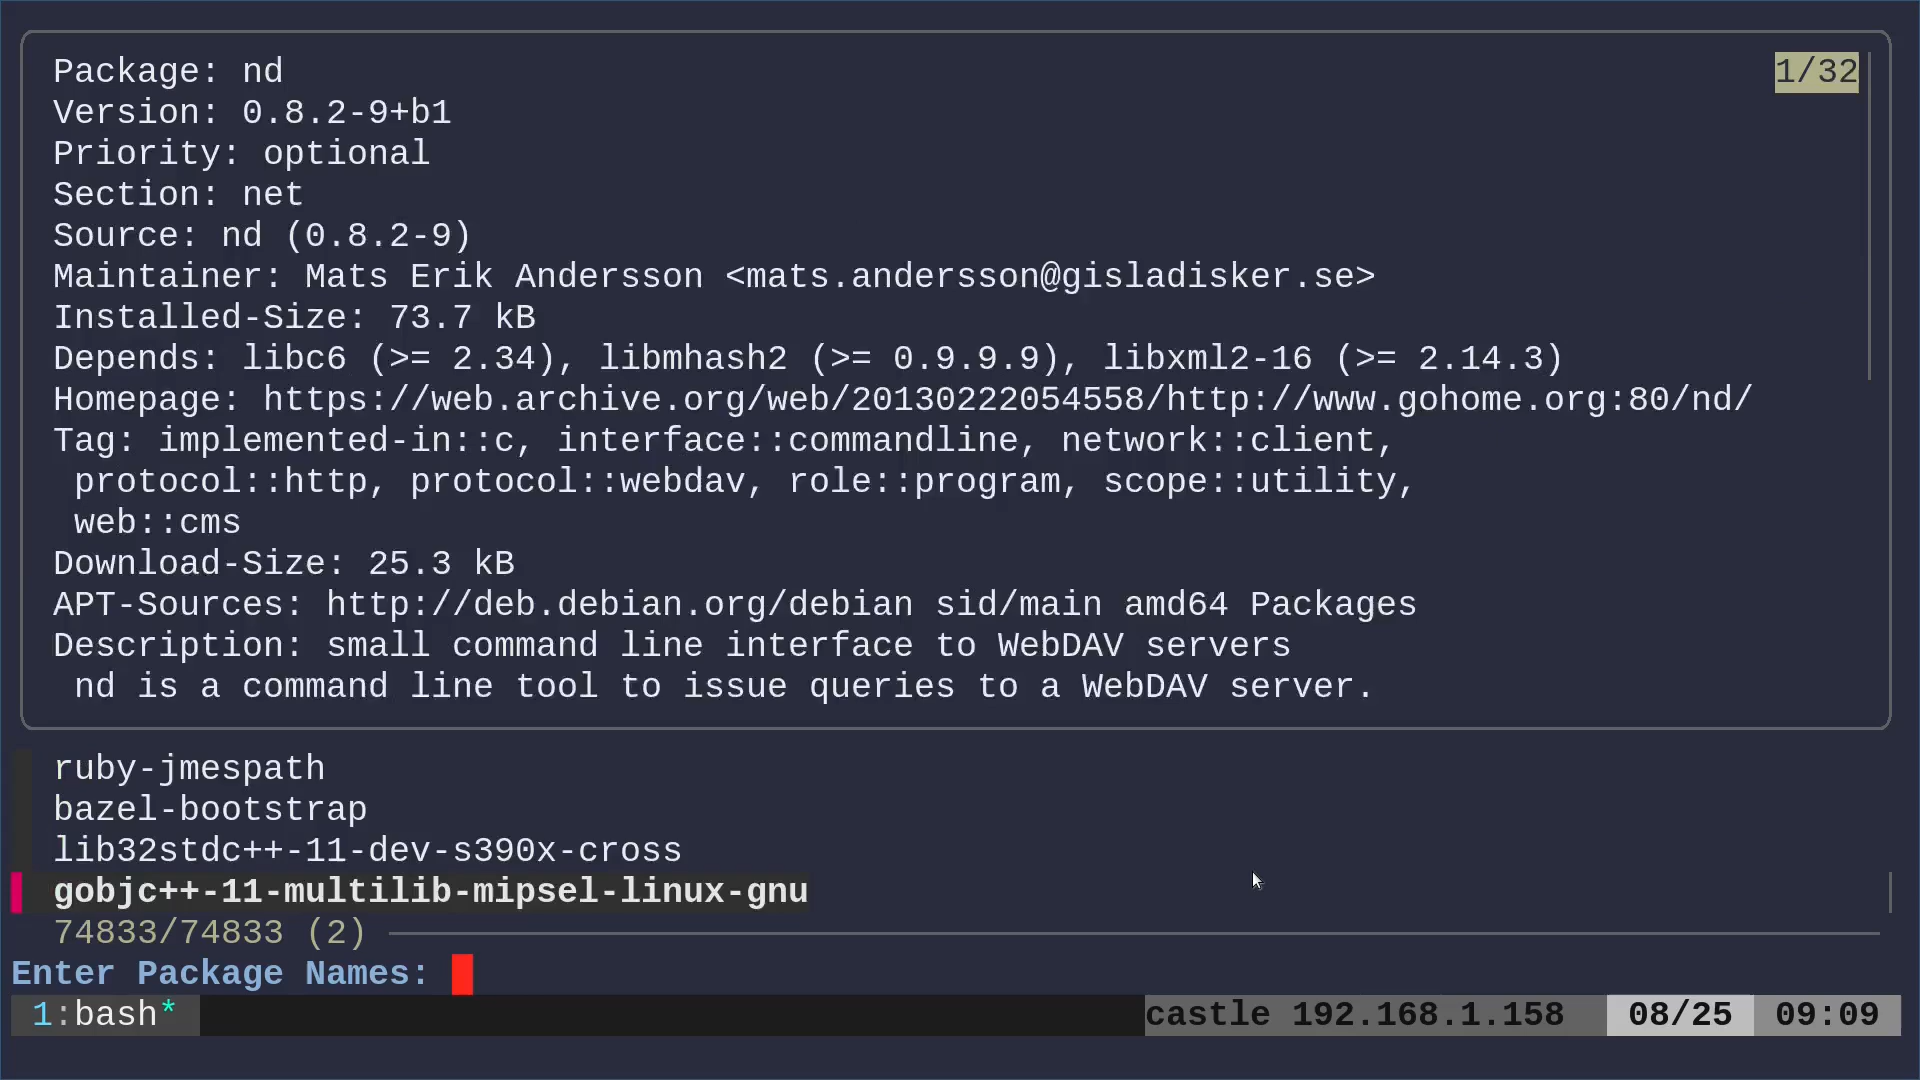 Package: nd
1/32
Version: 0.8.2-9+b1
Priority: optional
Section: net
Source: nd (0.8.2-9)
Maintainer: Mats Erik Andersson <mats.andersson@gisladisker.se>
Installed-Size: 73.7 kB
Depends: libc6 (>= 2.34), libmhash2 (>= 0.9.9.9), libxml2-16 (>= 2.14.3)
Homepage: https://web.archive.org/web/20130222054558/http://www.gohome.org:80/nd/
Tag: implemented-in::c, interface::commandline, network::client,
protocol::http, protocol::webdav, role::program, scope::utility,
web::cms
Download-Size: 25.3 kB
APT-Sources: http://deb.debian.org/debian sid/main amd64 Packages
Description: small command line interface to WebDAV servers
nd is a command line tool to issue queries to a WebDAV server.
ruby-jmespath
bazel-bootstrap
lib32stdc++-11-dev-s390x-cross
gobjc++-11-multilib-mipsel-linux-gnu
74833/74833 (2)
Enter Package Names:
1:bash* castle 192.168.1.158 08/25 09:09